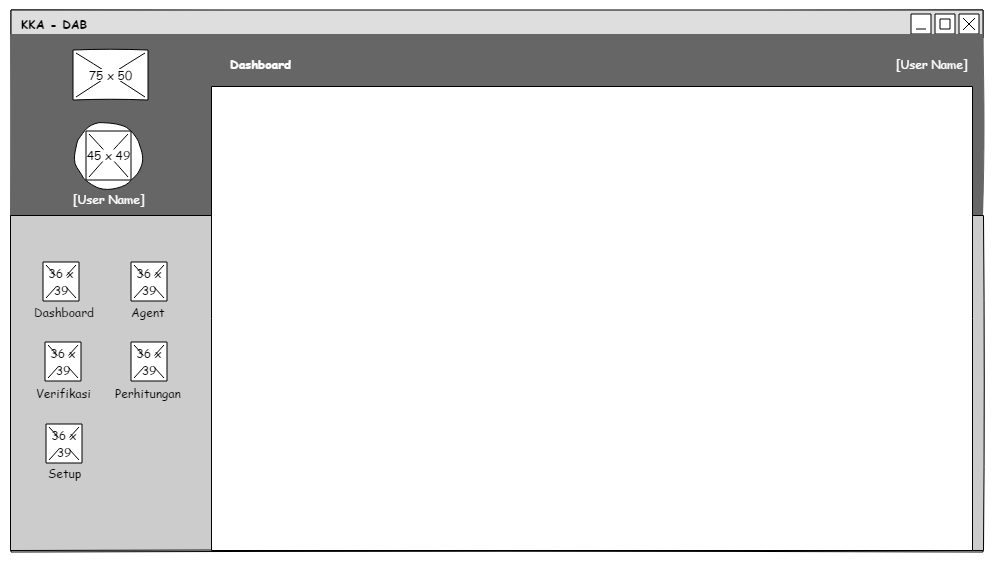 KKA - DAB
75 x 50
Dashboard
[User Name]
45 x 49
[User Name]
36 x
39
36 x
39
Dashboard
Agent
36 x
39
36 x
39
Verifikasi
Perhitungan
36 x
39
Setup